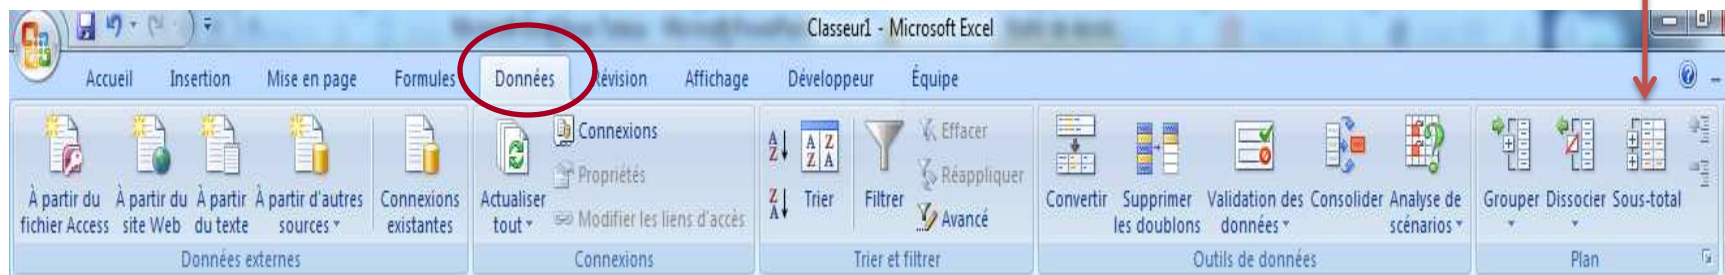 Classeur1 - Microsoft Excel
Accueil Insertion Mise en page Formules Données Révision Affichage Développeur Équipe
À partir du fichier Access
À partir du site Web
À partir du texte
À partir d'autres sources
Connexions existantes
Données externes
Actualiser tout
Connexions
Propriétés
Modifier les liens d'accès
Connexions
A Z
Z A
A Z
Z A
Trier
Filtrer
Effacer
Réappliquer
Avancé
Trier et filtrer
Convertir
Supprimer les doublons
Validation des données
Consolider
Analyse de scénarios
Outils de données
Grouper
Dissocier
Sous-total
Plan